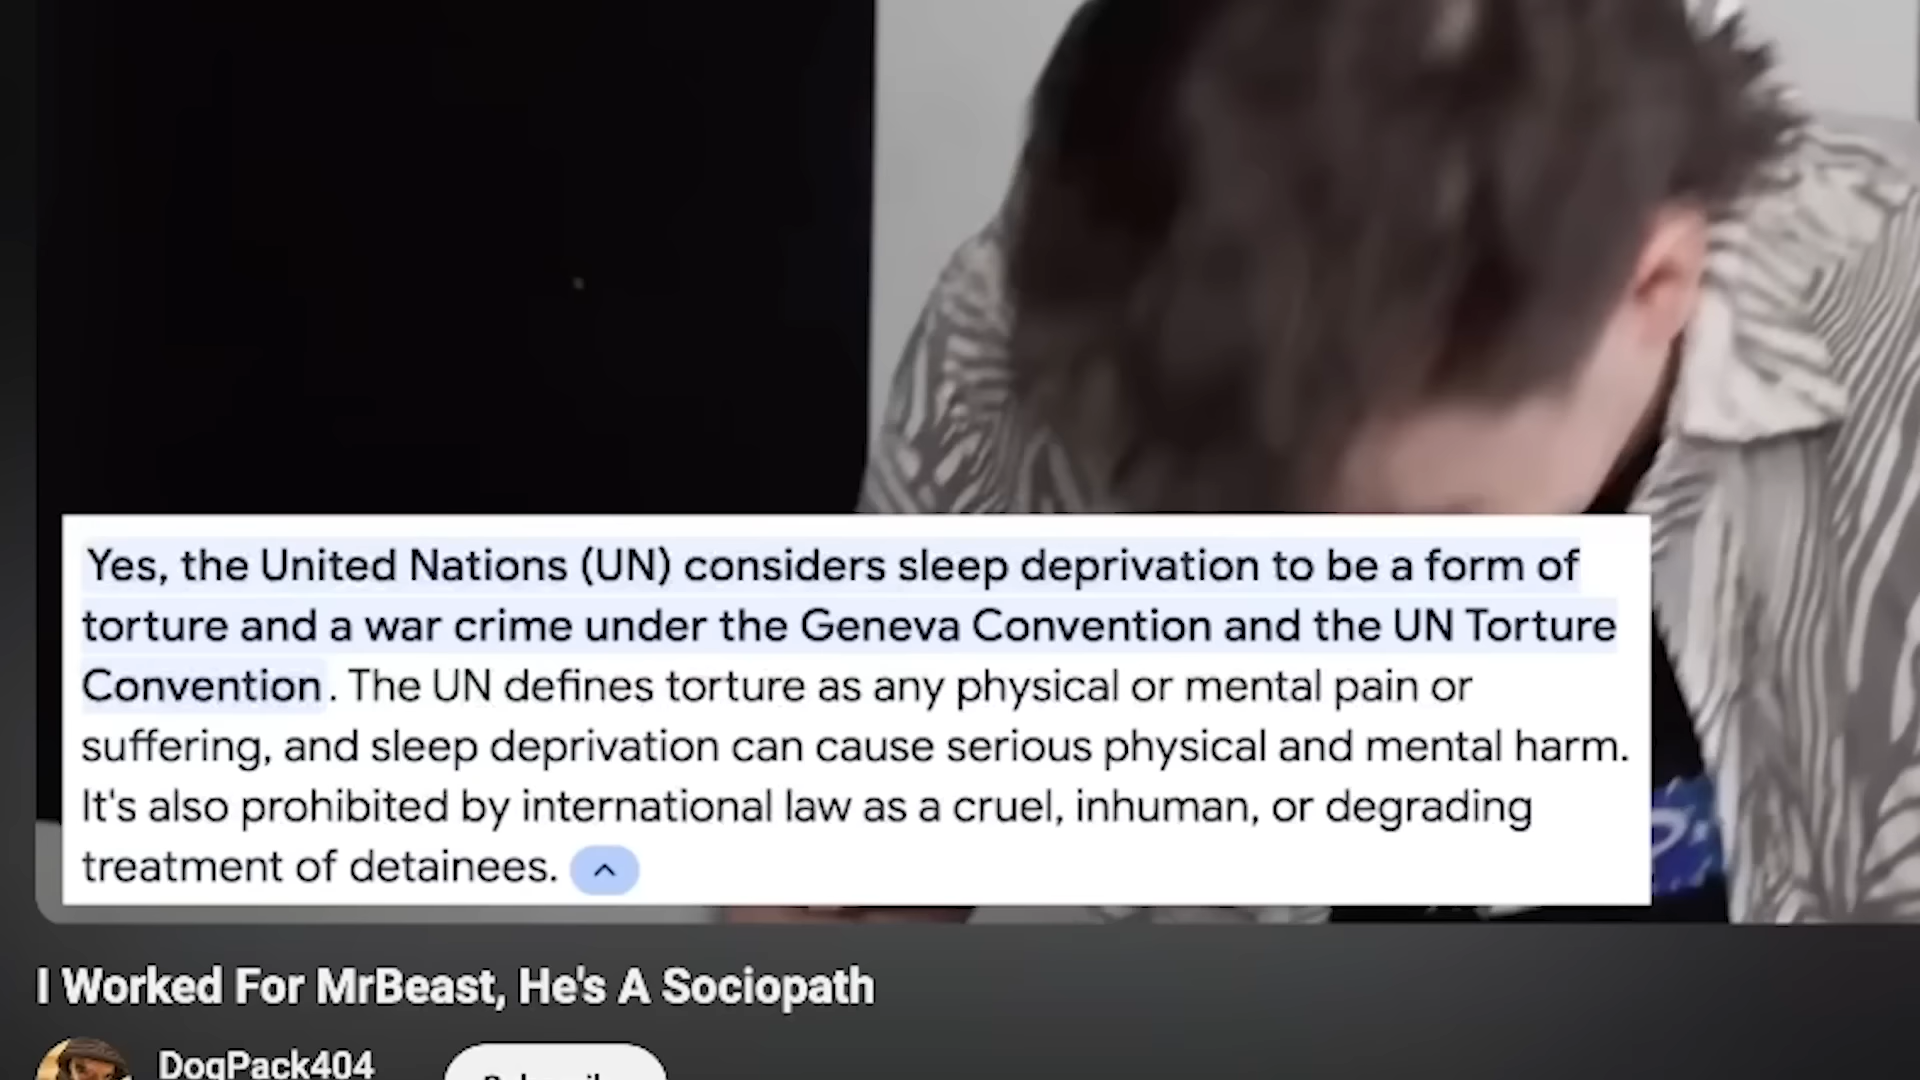 Yes, the United Nations (UN) considers sleep deprivation to be a form of
torture and a war crime under the Geneva Convention and the UN Torture
Convention. The UN defines torture as any physical or mental pain or
suffering, and sleep deprivation can cause serious physical and mental harm.
It's also prohibited by international law as a cruel, inhuman, or degrading
treatment of detainees.
I Worked For MrBeast, He's A Sociopath
DogPack404